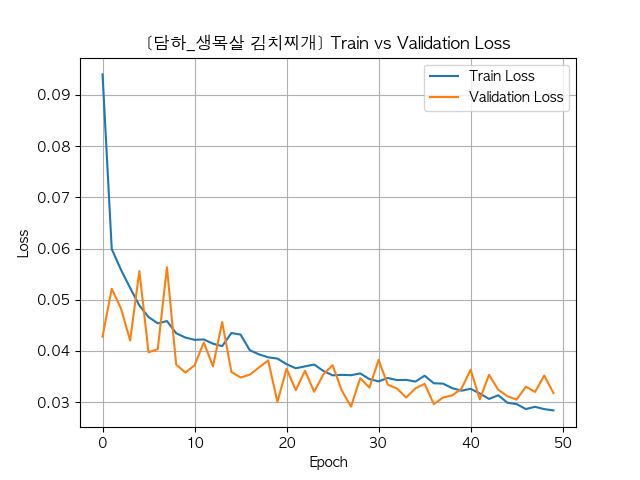 [담하_생목살 김치찌개] Train vs Validation Loss
Train Loss
Validation Loss
Loss
0.09
0.08
0.07
0.06
0.05
0.04
0.03
0
10
20
30
40
50
Epoch